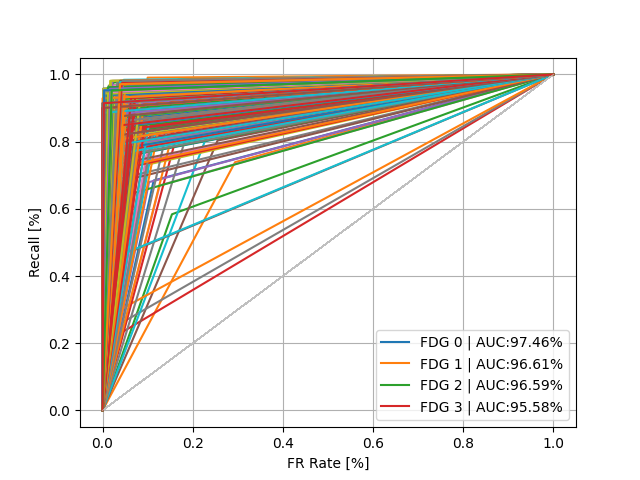 1.0
0.8
0.6
0.4
0.2
0.0
Recall [%]
0.0 0.2 0.4 0.6 0.8 1.0
FR Rate [%]
FDG 0 | AUC:97.46%
FDG 1 | AUC:96.61%
FDG 2 | AUC:96.59%
FDG 3 | AUC:95.58%